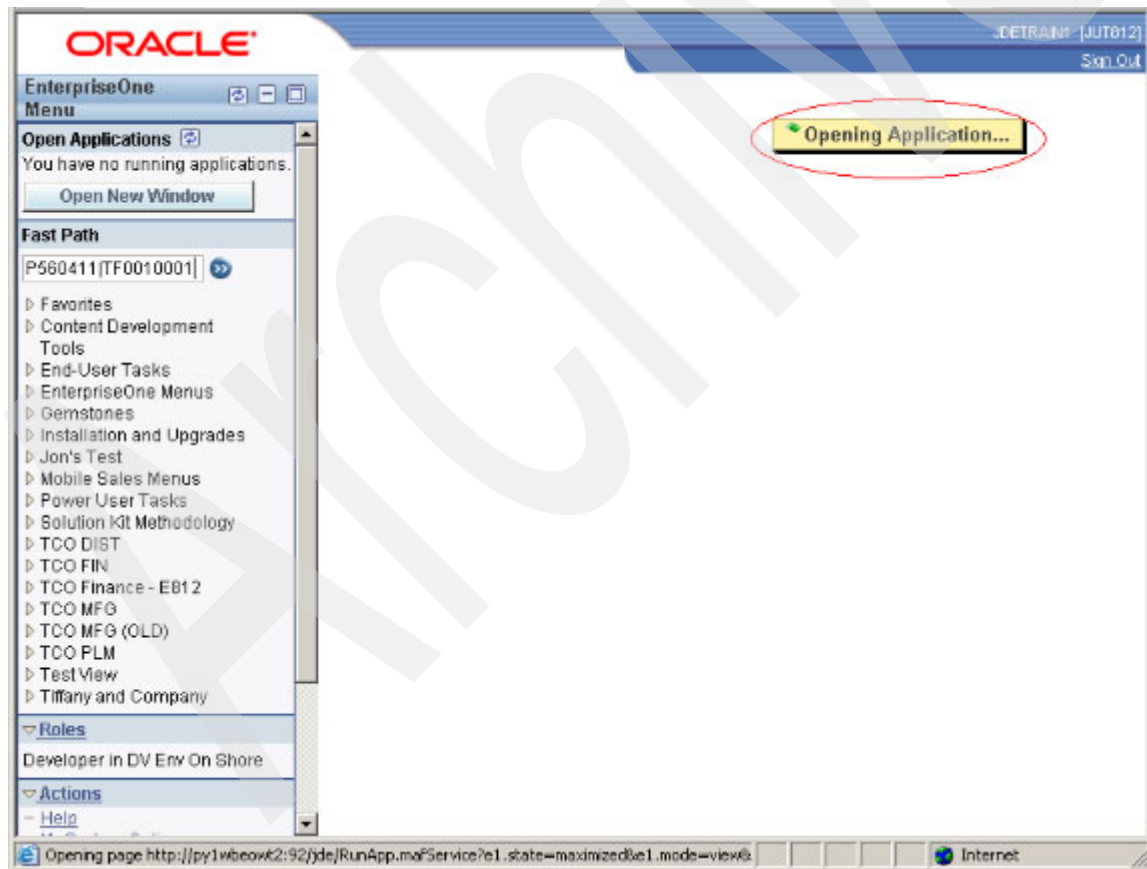 ORACLE
JDETRAIN1 [JUT812]
Sign Out
EnterpriseOne
Menu
Open Applications
You have no running applications.
Open New Window
Fast Path
P560411|TF0010001|
Opening Application...
Favorites
Content Development
Tools
End-User Tasks
EnterpriseOne Menus
Gemstones
Installation and Upgrades
Jon's Test
Mobile Sales Menus
Power User Tasks
Solution Kit Methodology
TCO DIST
TCO FIN
TCO Finance - E812
TCO MFG
TCO MFG (OLD)
TCO PLM
Test View
Tiffany and Company
Roles
Developer in DV Env On Shore
Actions
Help
Opening page http://py1wbeowt2:92/jde/RunApp.mafService?e1.state=maximized&e1.mode=view&
Internet
Archive